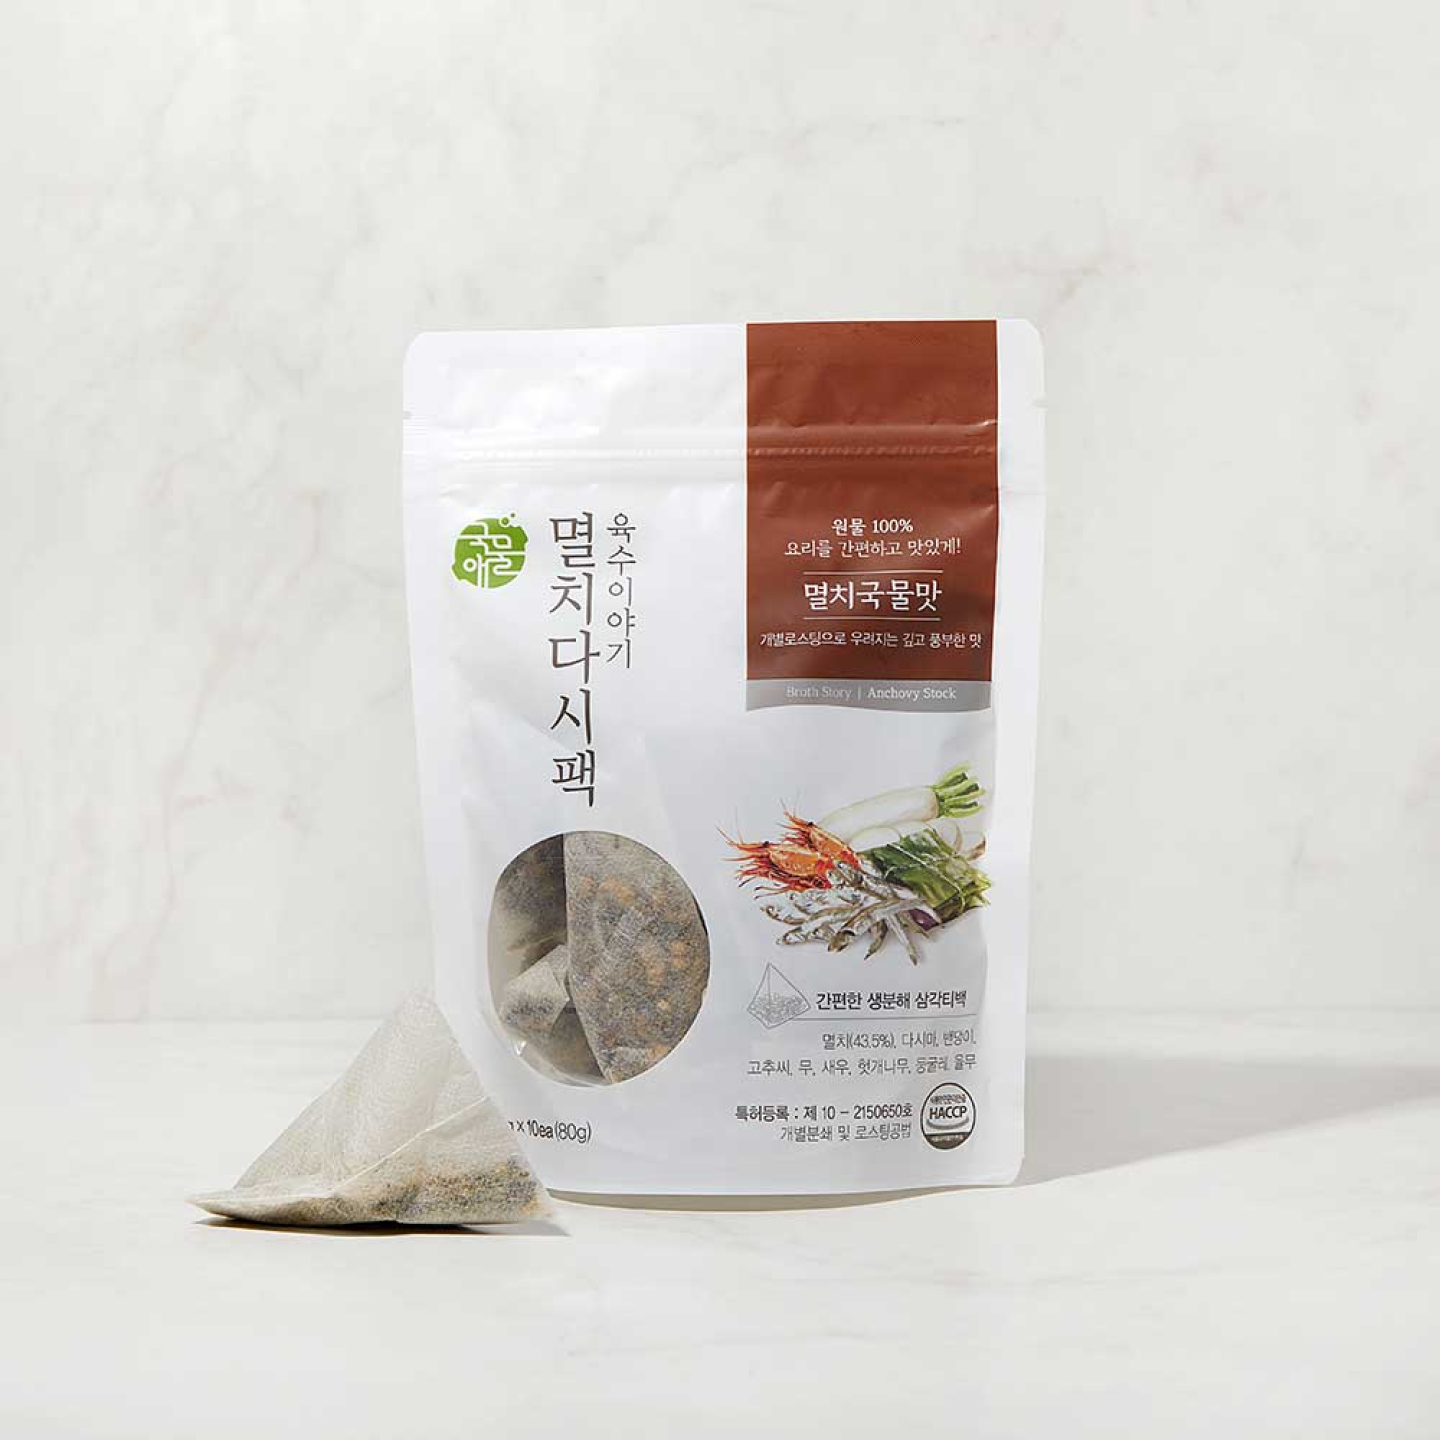 국물애
육수이야기
멸치다시팩
원물 100%
요리를 간편하고 맛있게!
멸치국물맛
개별로스팅으로 우려지는 깊고 풍부한 맛
Broth Story | Anchovy Stock
간편한 생분해 삼각티백
멸치(43.5%), 다시마, 밴댕이,
고추씨, 무, 새우, 헛개나무, 둥굴레, 율무
특허등록 : 제 10 - 2150650호
개별분쇄 및 로스팅공법
HACCP
g × 10ea (80g)